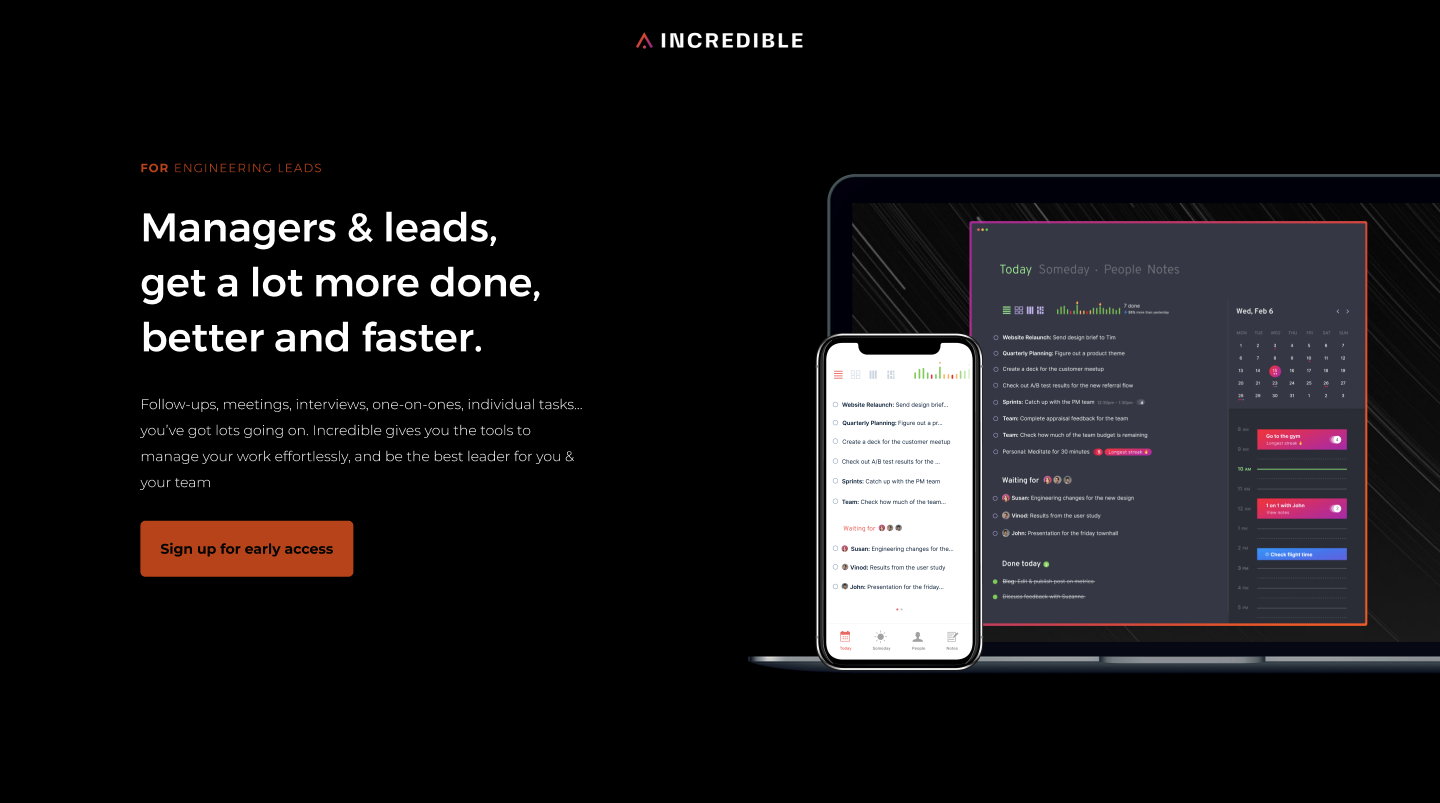 INCREDIBLE
FOR ENGINEERING LEADS
Managers & leads,
get a lot more done,
better and faster.
Follow-ups, meetings, interviews, one-on-ones, individual tasks...
you’ve got lots going on. Incredible gives you the tools to
manage your work effortlessly, and be the best leader for you &
your team
Sign up for early access
Website Relaunch: Send design brief...
Quarterly Planning: Figure out a pr...
Create a deck for the customer meetup
Check out A/B test results for the ...
Sprints: Catch up with the PM team
Team: Check how much of the team...
Waiting for
Susan: Engineering changes for the...
Vinod: Results from the user study
John: Presentation for the friday...
Today Someday People Notes
Today Someday · People Notes
7 done
more than yesterday
Website Relaunch: Send design brief to Tim
Quarterly Planning: Figure out a product theme
Create a deck for the customer meetup
Check out A/B test results for the new referral flow
Sprints: Catch up with the PM team
Team: Complete appraisal feedback for the team
Team: Check how much of the team budget is remaining
Personal: Meditate for 30 minutes Longest streak
Waiting for
Susan: Engineering changes for the new design
Vinod: Results from the user study
John: Presentation for the friday townhall
Done today
Blog: Edit & publish post on metrics
Discuss feedback with Suzanne
Wed, Feb 6
MON TUE WED THU FRI SAT SUN
1 2 3 4 5 6 7
6 7 8 9 10 11 12
13 14 15 16 17 18 19
20 21 23 24 25 26 27
28 29 30 31 1 2 3
8 AM
Go to the gym
Longest streak
9 AM
10 AM
11 AM
12 PM
1 on 1 with John
View notes
1 PM
2 PM
Check flight time
3 PM
4 PM
5 PM